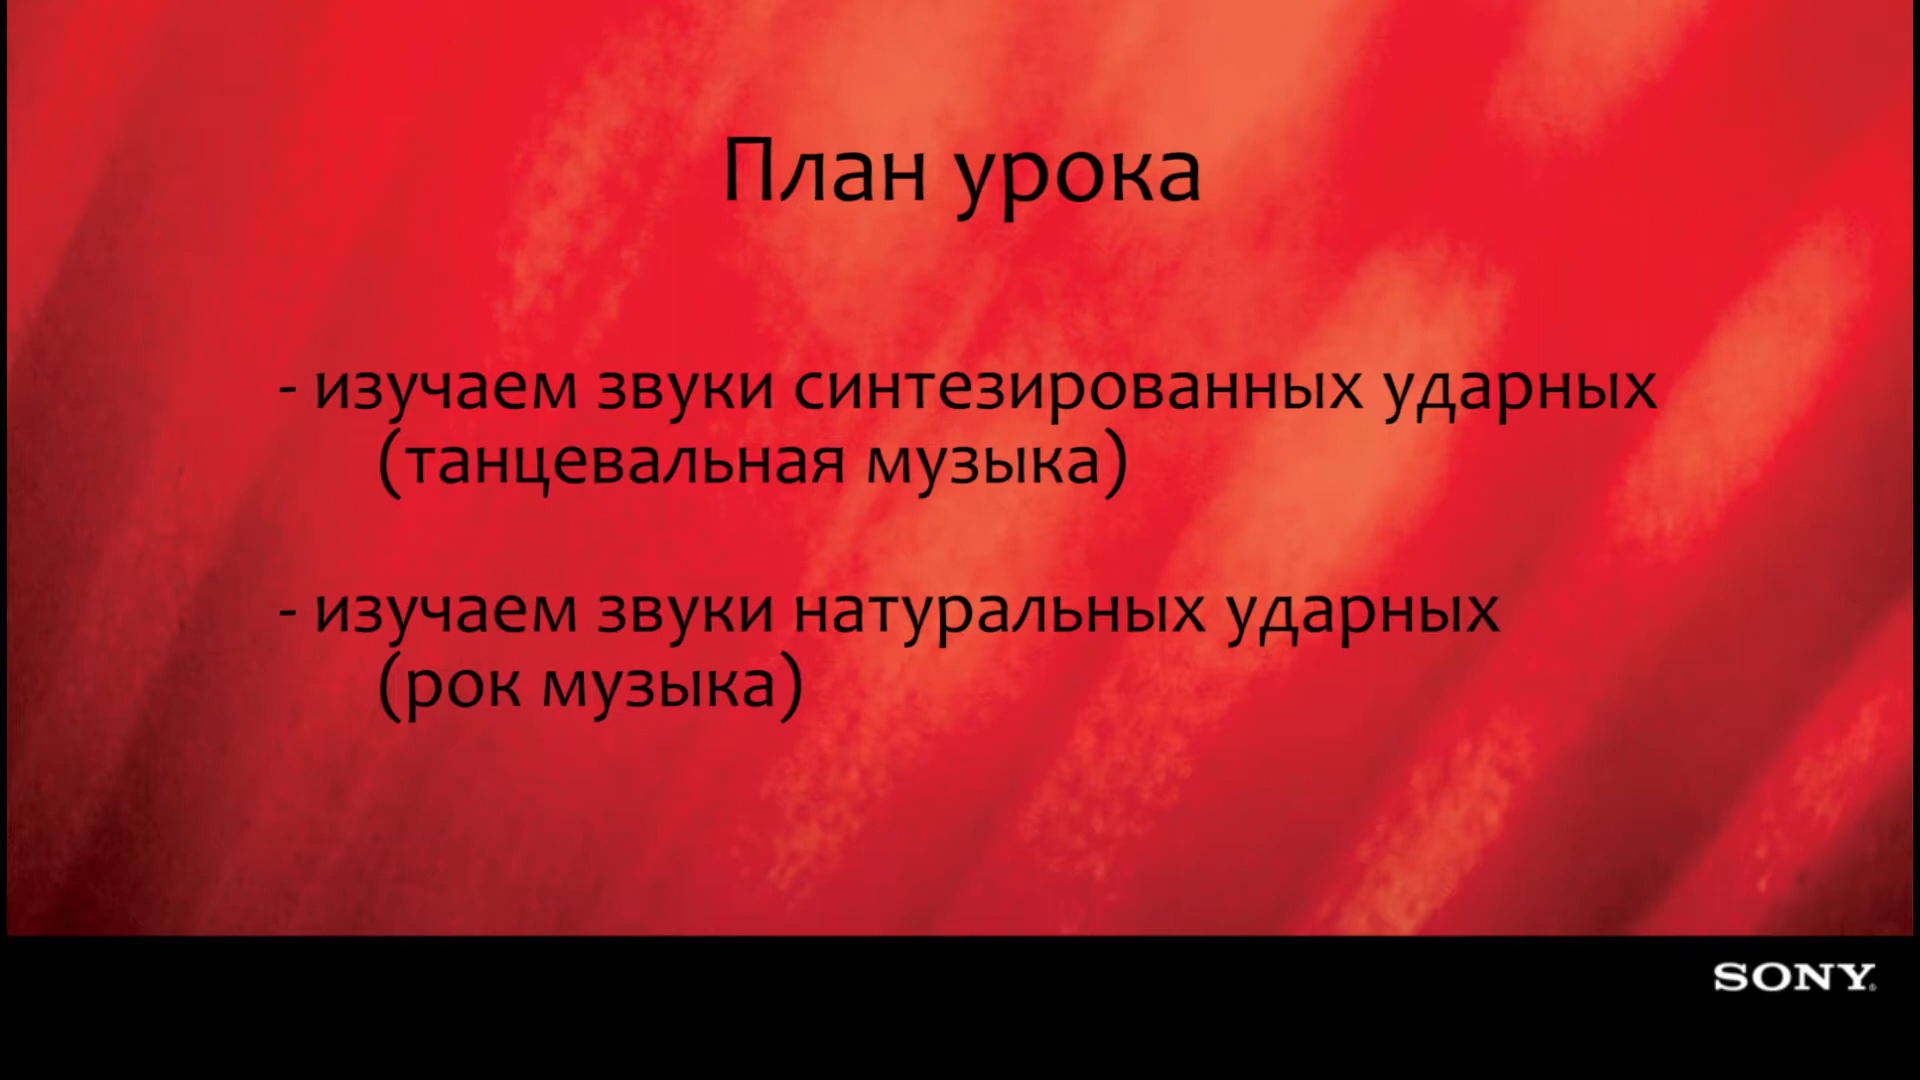 План урока
- изучаем звуки синтезированных ударных
(танцевальная музыка)
- изучаем звуки натуральных ударных
(рок музыка)
SONY®